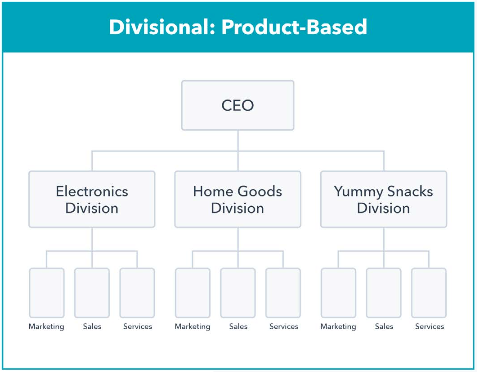 Divisional: Product-Based
CEO
Electronics
Division
Home Goods
Division
Yummy Snacks
Division
Marketing
Sales
Services
Marketing
Sales
Services
Marketing
Sales
Services